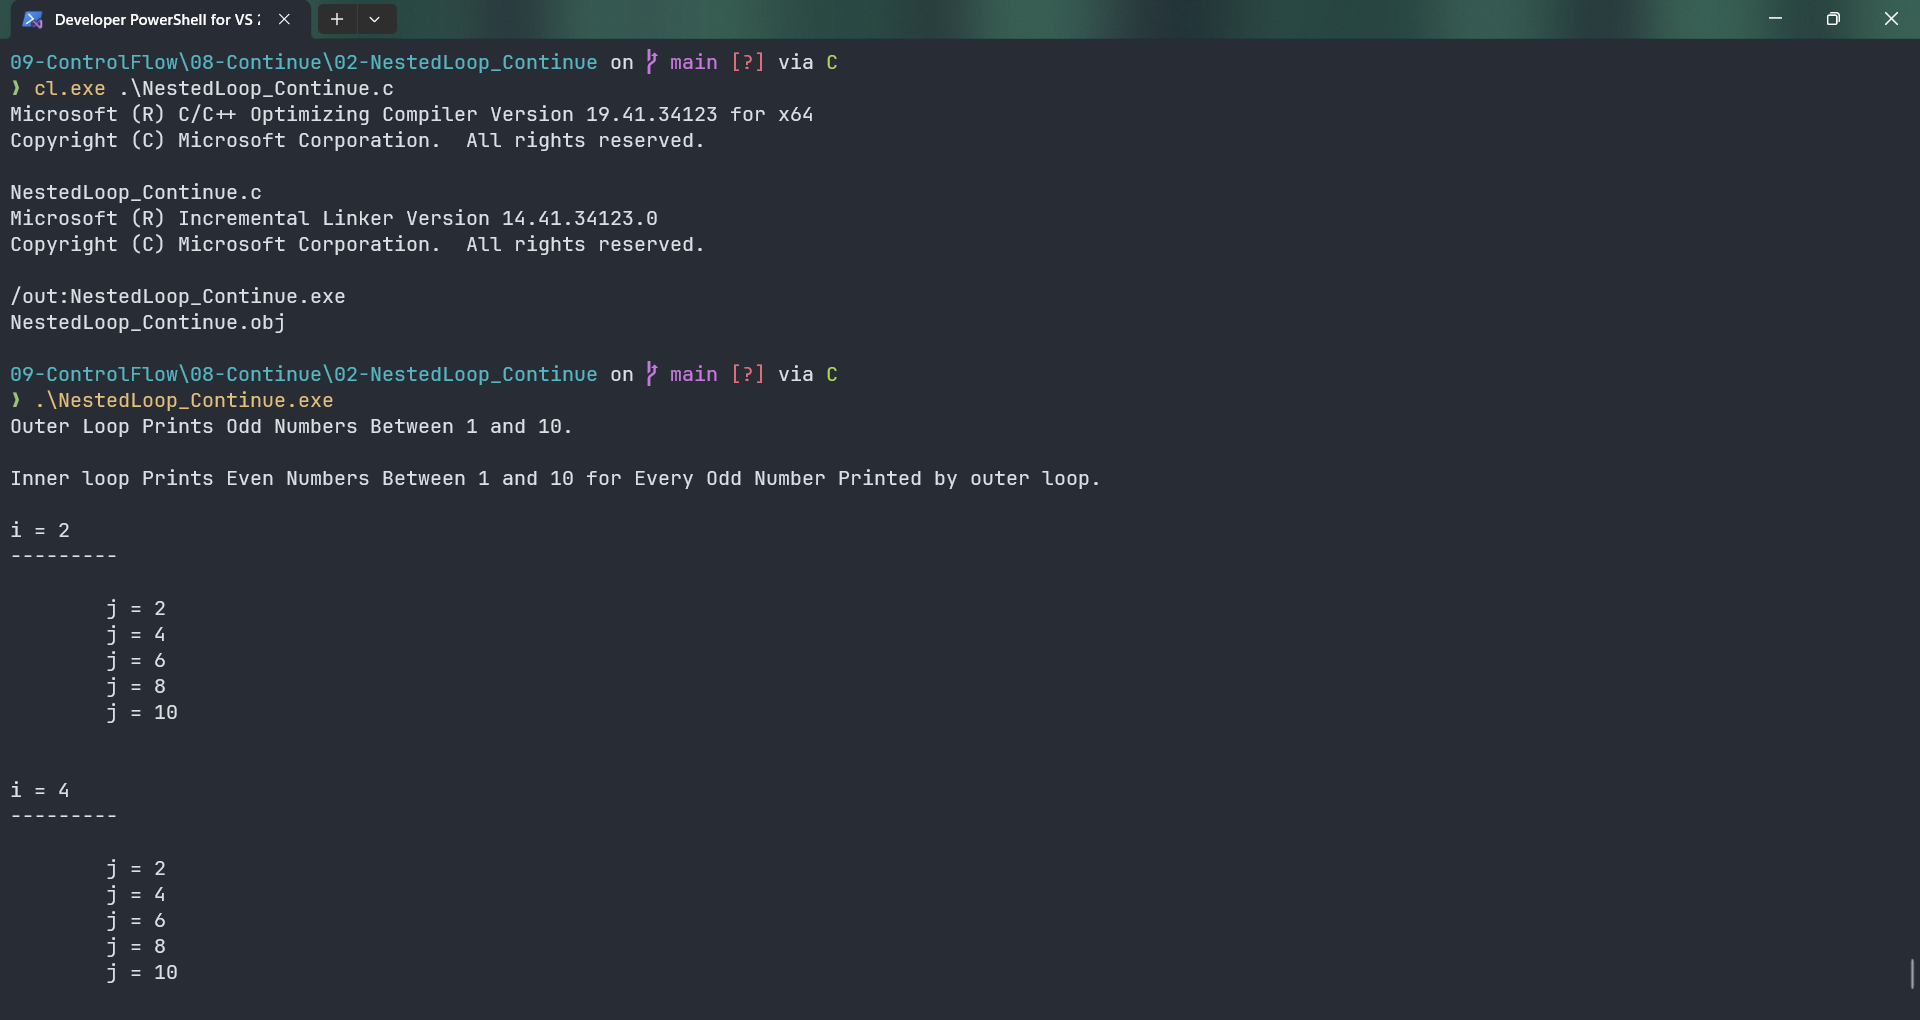 Developer PowerShell for VS
09-ControlFlow\08-Continue\02-NestedLoop_Continue on main [?] via C
❱ cl.exe .\NestedLoop_Continue.c
Microsoft (R) C/C++ Optimizing Compiler Version 19.41.34123 for x64
Copyright (C) Microsoft Corporation.  All rights reserved.

NestedLoop_Continue.c
Microsoft (R) Incremental Linker Version 14.41.34123.0
Copyright (C) Microsoft Corporation.  All rights reserved.

/out:NestedLoop_Continue.exe
NestedLoop_Continue.obj

09-ControlFlow\08-Continue\02-NestedLoop_Continue on main [?] via C
❱ .\NestedLoop_Continue.exe
Outer Loop Prints Odd Numbers Between 1 and 10.

Inner loop Prints Even Numbers Between 1 and 10 for Every Odd Number Printed by outer loop.

i = 2
---------

        j = 2
        j = 4
        j = 6
        j = 8
        j = 10


i = 4
---------

        j = 2
        j = 4
        j = 6
        j = 8
        j = 10